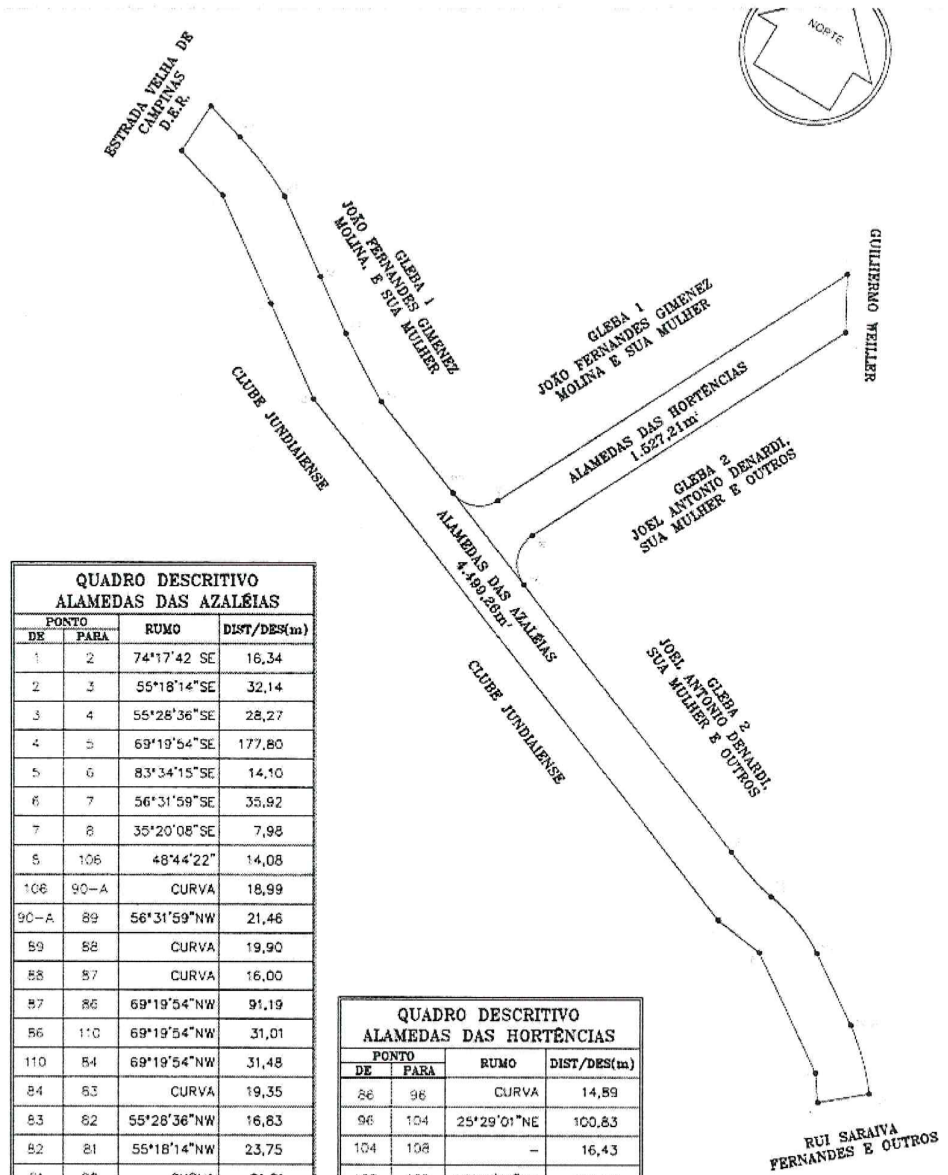 NORTE
ESTRADA VELHA DE
CAMPINAS
D.E.R.
GLEBA 1
JOÃO FERNANDES GIMENEZ
MOLINA, E SUA MULHER
GUILHERMO WEILLER
GLEBA 1
JOÃO FERNANDES GIMENEZ
MOLINA E SUA MULHER
ALAMEDAS DAS HORTÊNCIAS
1.527,21m²
CLUBE JUNDIAIENSE
GLEBA 2
JOEL ANTONIO DENARDI,
SUA MULHER E OUTROS
ALAMEDAS DAS AZALÉIAS
4.490,26m²
CLUBE JUNDIAIENSE
GLEBA 2
JOEL ANTONIO DENARDI,
SUA MULHER E OUTROS
RUI SARAIVA
FERNANDES E OUTROS
QUADRO DESCRITIVO
ALAMEDAS DAS AZALÉIAS
PONTO RUMO DIST/DES(m)
DE PARA
1 2 74°17'42 SE 16,34
2 3 55°18'14"SE 32,14
3 4 55°28'36"SE 28,27
4 5 69°19'54"SE 177,80
5 6 83°34'15"SE 14,10
6 7 56°31'59"SE 35,92
7 8 35°20'08"SE 7,98
8 106 48°44'22" 14,08
106 90-A CURVA 18,99
90-A 89 56°31'59"NW 21,46
89 88 CURVA 19,90
88 87 CURVA 16,00
87 86 69°19'54"NW 91,19
86 110 69°19'54"NW 31,01
110 84 69°19'54"NW 31,48
84 83 CURVA 19,35
83 82 55°28'36"NW 16,83
82 81 55°18'14"NW 23,75
QUADRO DESCRITIVO
ALAMEDAS DAS HORTÊNCIAS
PONTO RUMO DIST/DES(m)
DE PARA
86 96 CURVA 14,89
96 104 25°29'01"NE 100,83
104 108 – 16,43